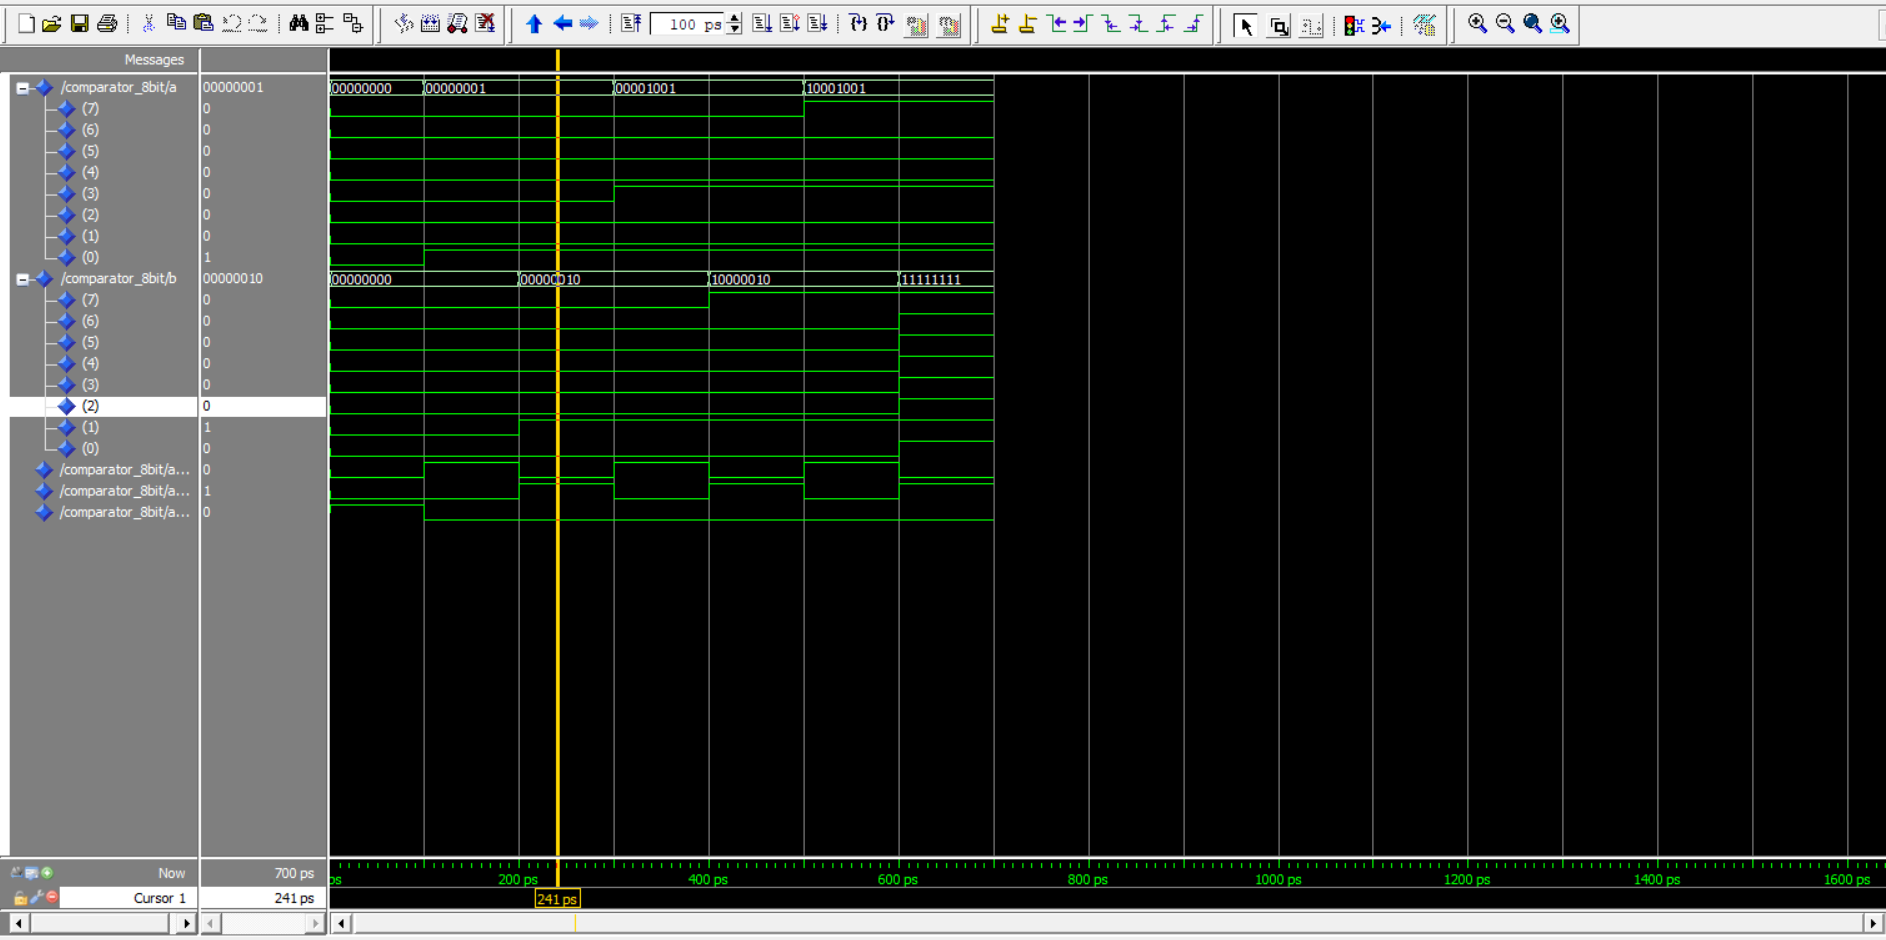 100 ps
Messages
/comparator_8bit/a 00000001 00000000 00000001 00001001 10001001
(7) 0
(6) 0
(5) 0
(4) 0
(3) 0
(2) 0
(1) 0
(0) 1
/comparator_8bit/b 00000010 00000000 00000010 10000010 11111111
(7) 0
(6) 0
(5) 0
(4) 0
(3) 0
(2) 0
(1) 1
(0) 0
/comparator_8bit/a... 0
/comparator_8bit/a... 1
/comparator_8bit/a... 0
Now 700 ps ps 200 ps 400 ps 600 ps 800 ps 1000 ps 1200 ps 1400 ps 1600 ps
Cursor 1 241 ps 241 ps